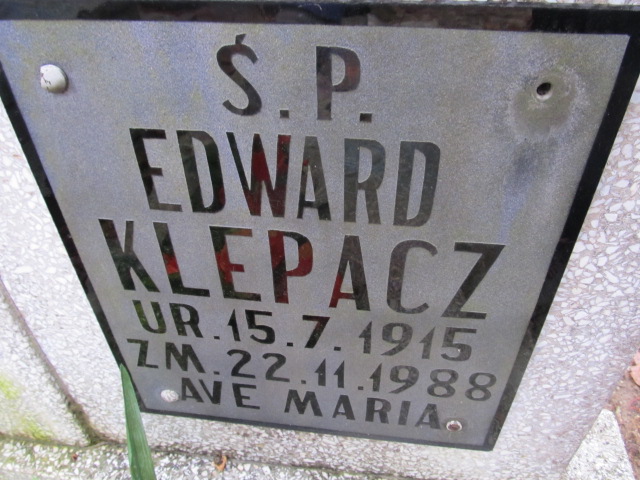 Ś. P.
EDWARD
KLEPACZ
UR. 15.7.1915
ZM. 22.11.1988
AVE MARIA